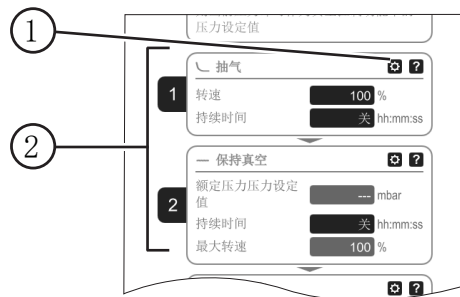 压力设定值
1
抽气
?
1
转速
100 %
持续时间
关 hh:mm:ss
2
保持真空
?
2
额定压力压力设定
值
--- mbar
持续时间
关 hh:mm:ss
最大转速
100 %
?